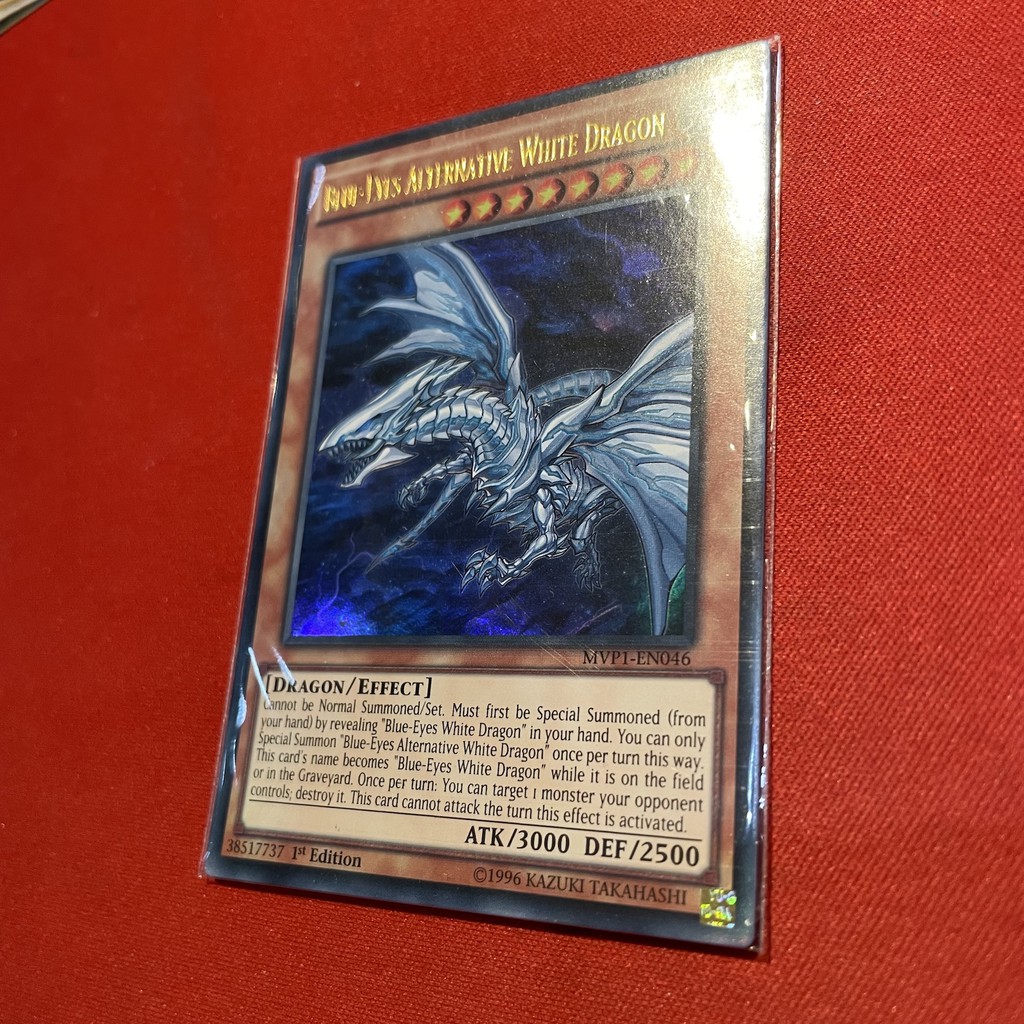 Blue-Eyes Alternative White Dragon
MVP1-EN046
[Dragon/Effect]
Cannot be Normal Summoned/Set. Must first be Special Summoned (from
your hand) by revealing "Blue-Eyes White Dragon" in your hand. You can only
Special Summon "Blue-Eyes Alternative White Dragon" once per turn this way.
This card's name becomes "Blue-Eyes White Dragon" while it is on the field
or in the Graveyard. Once per turn: You can target 1 monster your opponent
controls; destroy it. This card cannot attack the turn this effect is activated.
ATK/3000 DEF/2500
38517737 1st Edition
©1996 KAZUKI TAKAHASHI